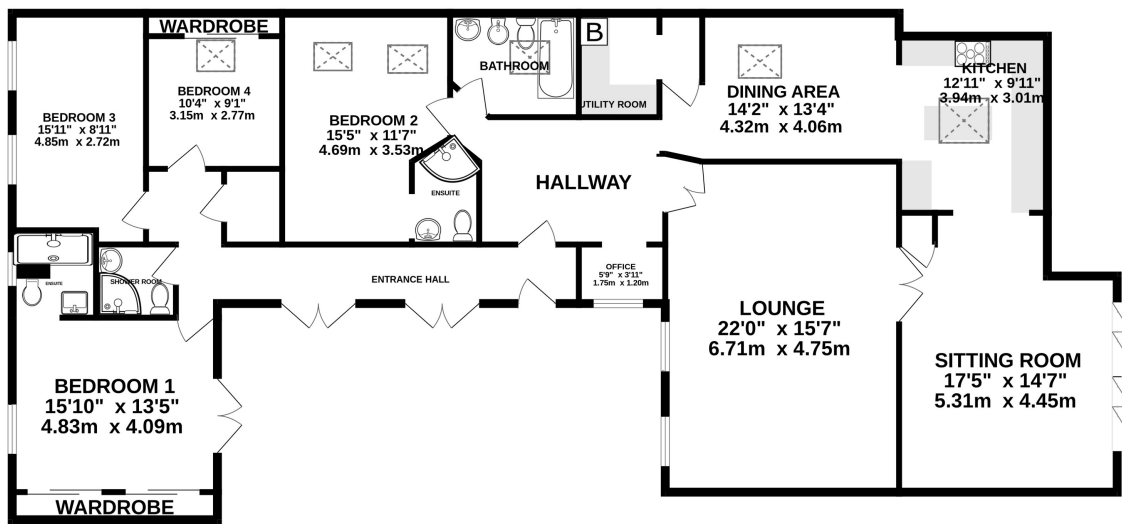 WARDROBE
BEDROOM 4
10'4" x 9'1"
3.15m x 2.77m
BEDROOM 3
15'11" x 8'11"
4.85m x 2.72m
BEDROOM 2
15'5" x 11'7"
4.69m x 3.53m
BATHROOM
B
UTILITY ROOM
DINING AREA
14'2" x 13'4"
4.32m x 4.06m
KITCHEN
12'11" x 9'11"
3.94m x 3.01m
ENSUITE
HALLWAY
ENSUITE
SHOWER ROOM
ENTRANCE HALL
OFFICE
5'9" x 3'11"
1.75m x 1.20m
LOUNGE
22'0" x 15'7"
6.71m x 4.75m
SITTING ROOM
17'5" x 14'7"
5.31m x 4.45m
BEDROOM 1
15'10" x 13'5"
4.83m x 4.09m
WARDROBE